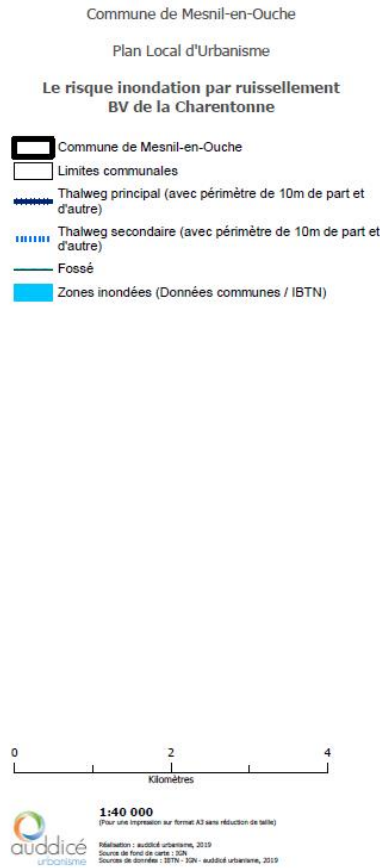 Commune de Mesnil-en-Ouche
Plan Local d'Urbanisme
Le risque inondation par ruissellement
BV de la Charentonne
Commune de Mesnil-en-Ouche
Limites communales
Thalweg principal (avec périmètre de 10m de part et
d'autre)
Thalweg secondaire (avec périmètre de 10m de part et
d'autre)
Fossé
Zones inondées (Données communes / IBTN)
0 2 4
Kilomètres
1:40 000
(Pour une impression sur format A3 sans réduction de taille)
auddicé
urbanisme
Réalisation : auddicé urbanisme, 2019
Source de fond de carte : IGN
Sources de données : IBTN - IGN - auddicé urbanisme, 2019